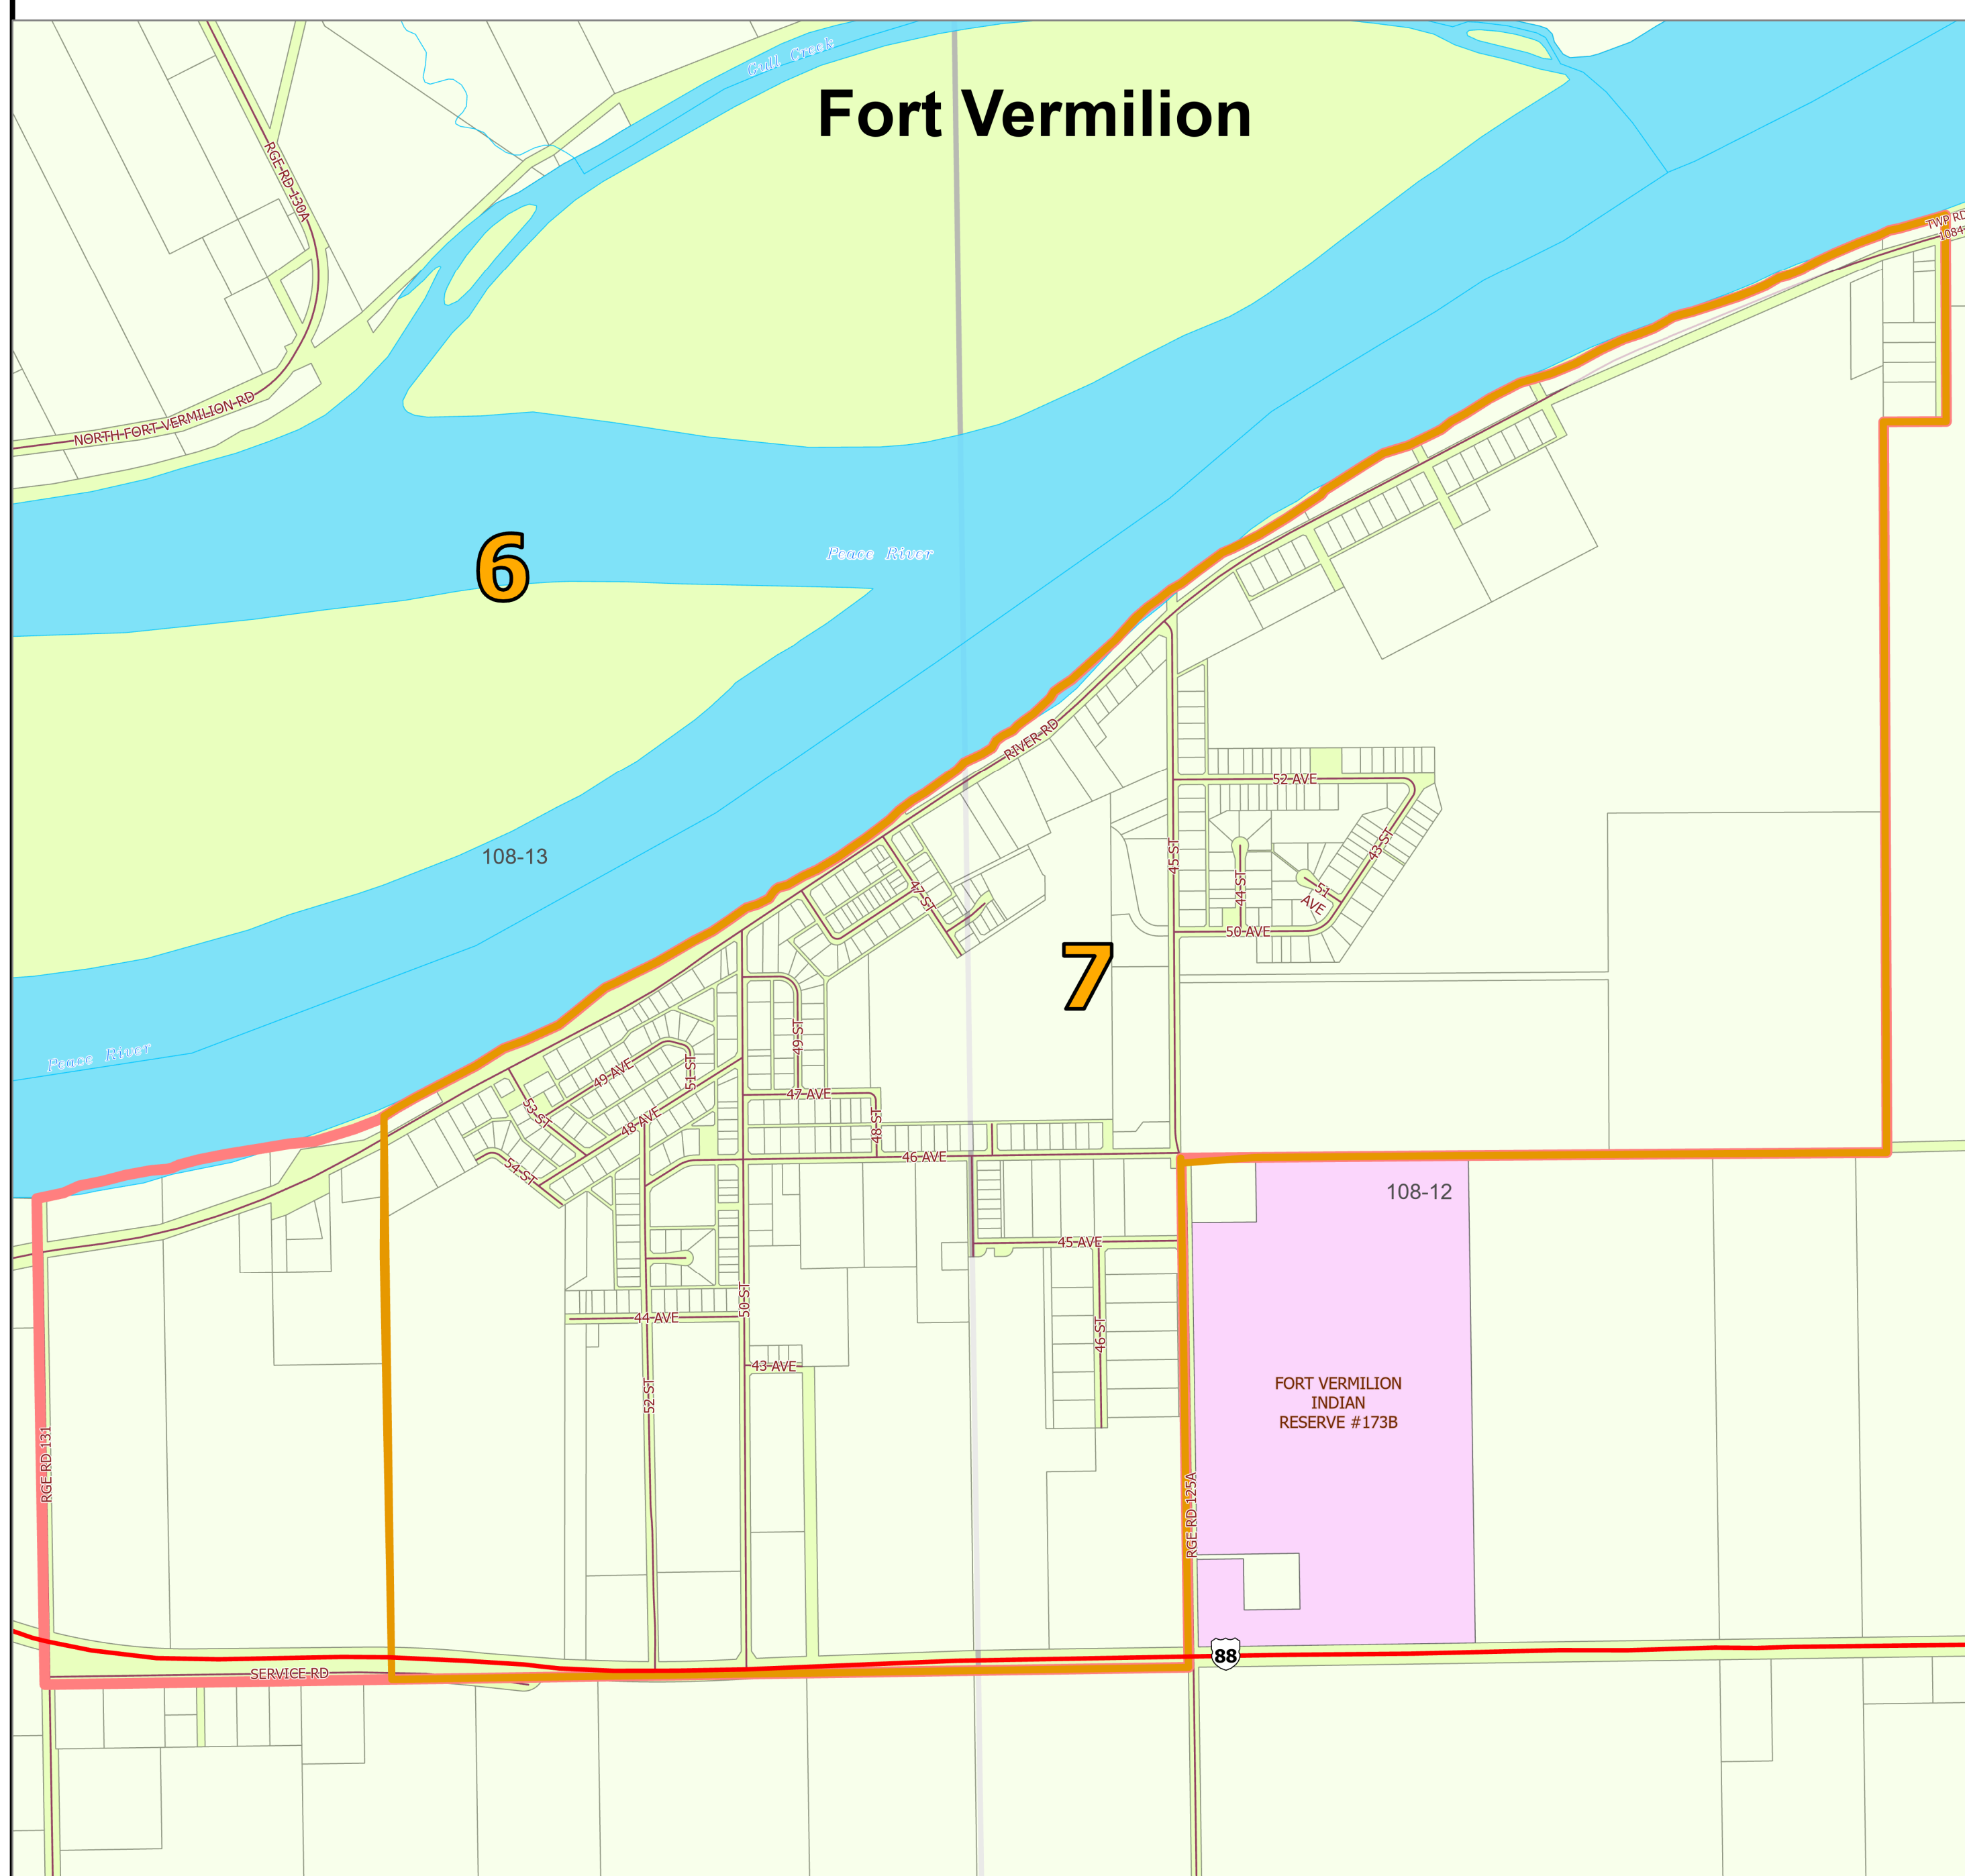 Gull Creek
Fort Vermilion
RGE RD 130A
TWP RD
1084
NORTH FORT VERMILION RD
6
Peace River
RIVER RD
52 AVE
108-13
45 ST
43 ST
44 ST
51
AVE
47 ST
50 AVE
7
Peace River
49 ST
49 AVE
51 ST
47 AVE
53 ST
48 AVE
48 ST
46 AVE
54 ST
108-12
45 AVE
50 ST
44 AVE
46 ST
43 AVE
52 ST
FORT VERMILION
INDIAN
RESERVE #173B
RGE RD 131
RGE RD 125A
88
SERVICE RD